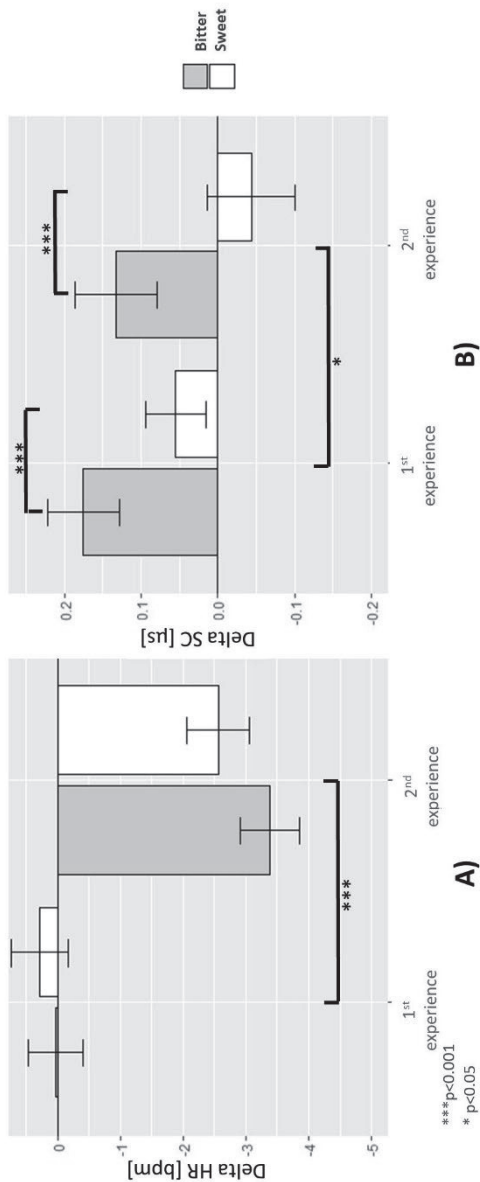 Delta HR [bpm]
0
-1
-2
-3
-4
-5
***
1st
experience
2nd
experience
A)
***p<0.001
* p<0.05
Delta SC [µs]
0.2
0.1
0.0
-0.1
-0.2
***
***
*
1st
experience
2nd
experience
B)
Bitter
Sweet